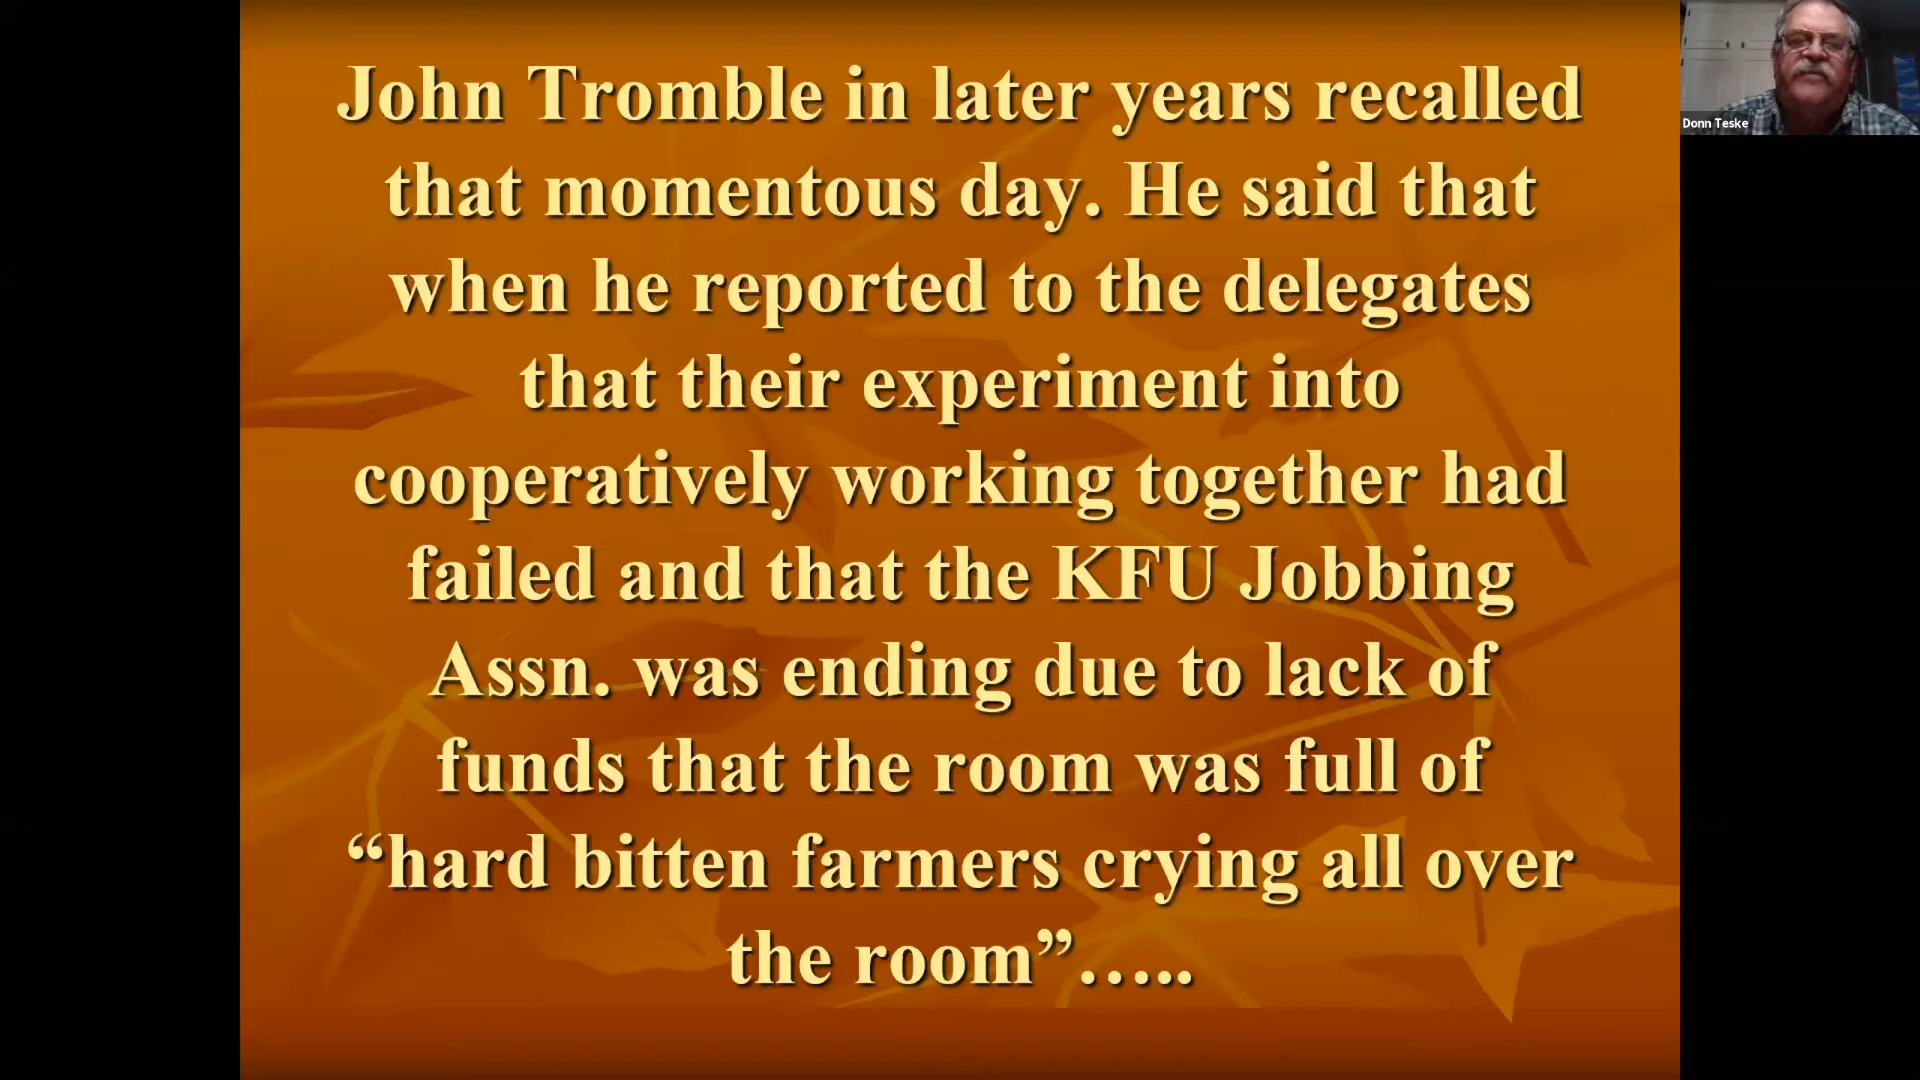 John Tromble in later years recalled
that momentous day. He said that
when he reported to the delegates
that their experiment into
cooperatively working together had
failed and that the KFU Jobbing
Assn. was ending due to lack of
funds that the room was full of
“hard bitten farmers crying all over
the room”…..
Donn Teske